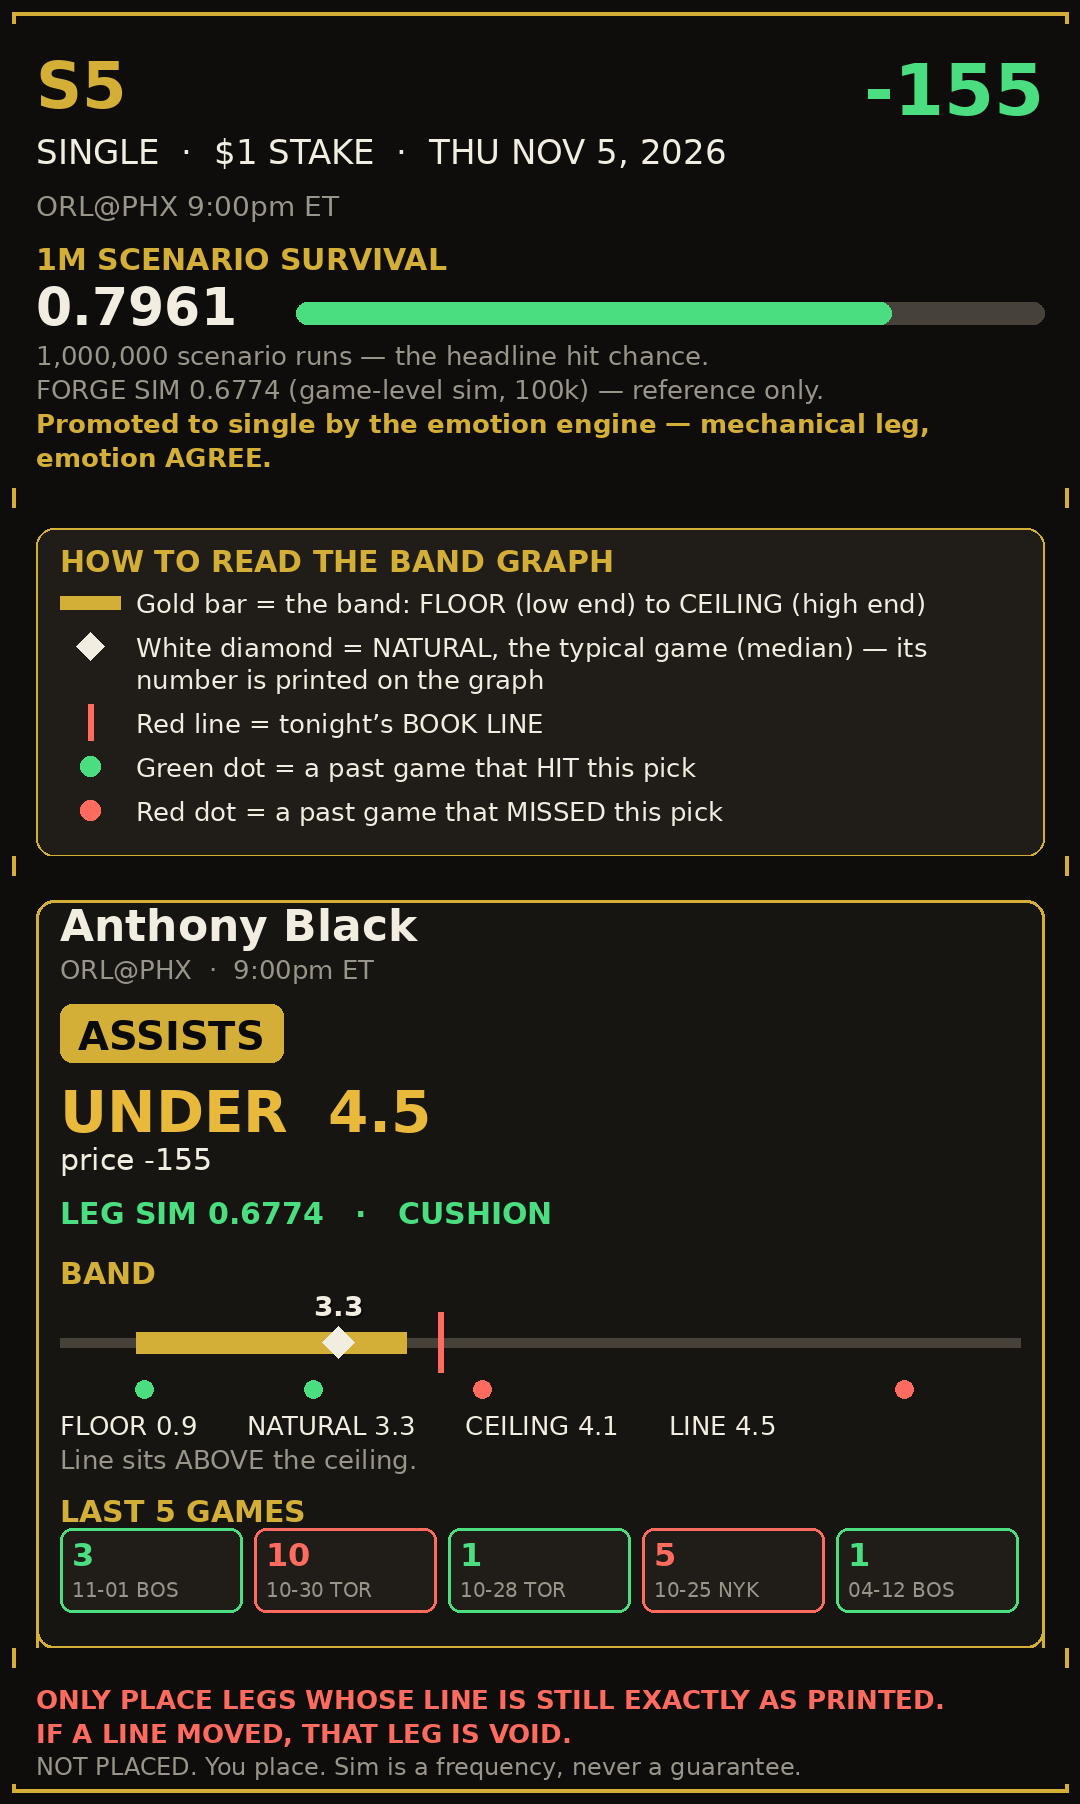 S5
-155
SINGLE · $1 STAKE · THU NOV 5, 2026
ORL@PHX 9:00pm ET
1M SCENARIO SURVIVAL
0.7961
1,000,000 scenario runs — the headline hit chance.
FORGE SIM 0.6774 (game-level sim, 100k) — reference only.
Promoted to single by the emotion engine — mechanical leg,
emotion AGREE.
HOW TO READ THE BAND GRAPH
Gold bar = the band: FLOOR (low end) to CEILING (high end)
White diamond = NATURAL, the typical game (median) — its
number is printed on the graph
Red line = tonight’s BOOK LINE
Green dot = a past game that HIT this pick
Red dot = a past game that MISSED this pick
Anthony Black
ORL@PHX · 9:00pm ET
ASSISTS
UNDER 4.5
price -155
LEG SIM 0.6774 · CUSHION
BAND
3.3
FLOOR 0.9 NATURAL 3.3 CEILING 4.1 LINE 4.5
Line sits ABOVE the ceiling.
LAST 5 GAMES
3 10 1 5 1
11-01 BOS 10-30 TOR 10-28 TOR 10-25 NYK 04-12 BOS
ONLY PLACE LEGS WHOSE LINE IS STILL EXACTLY AS PRINTED.
IF A LINE MOVED, THAT LEG IS VOID.
NOT PLACED. You place. Sim is a frequency, never a guarantee.